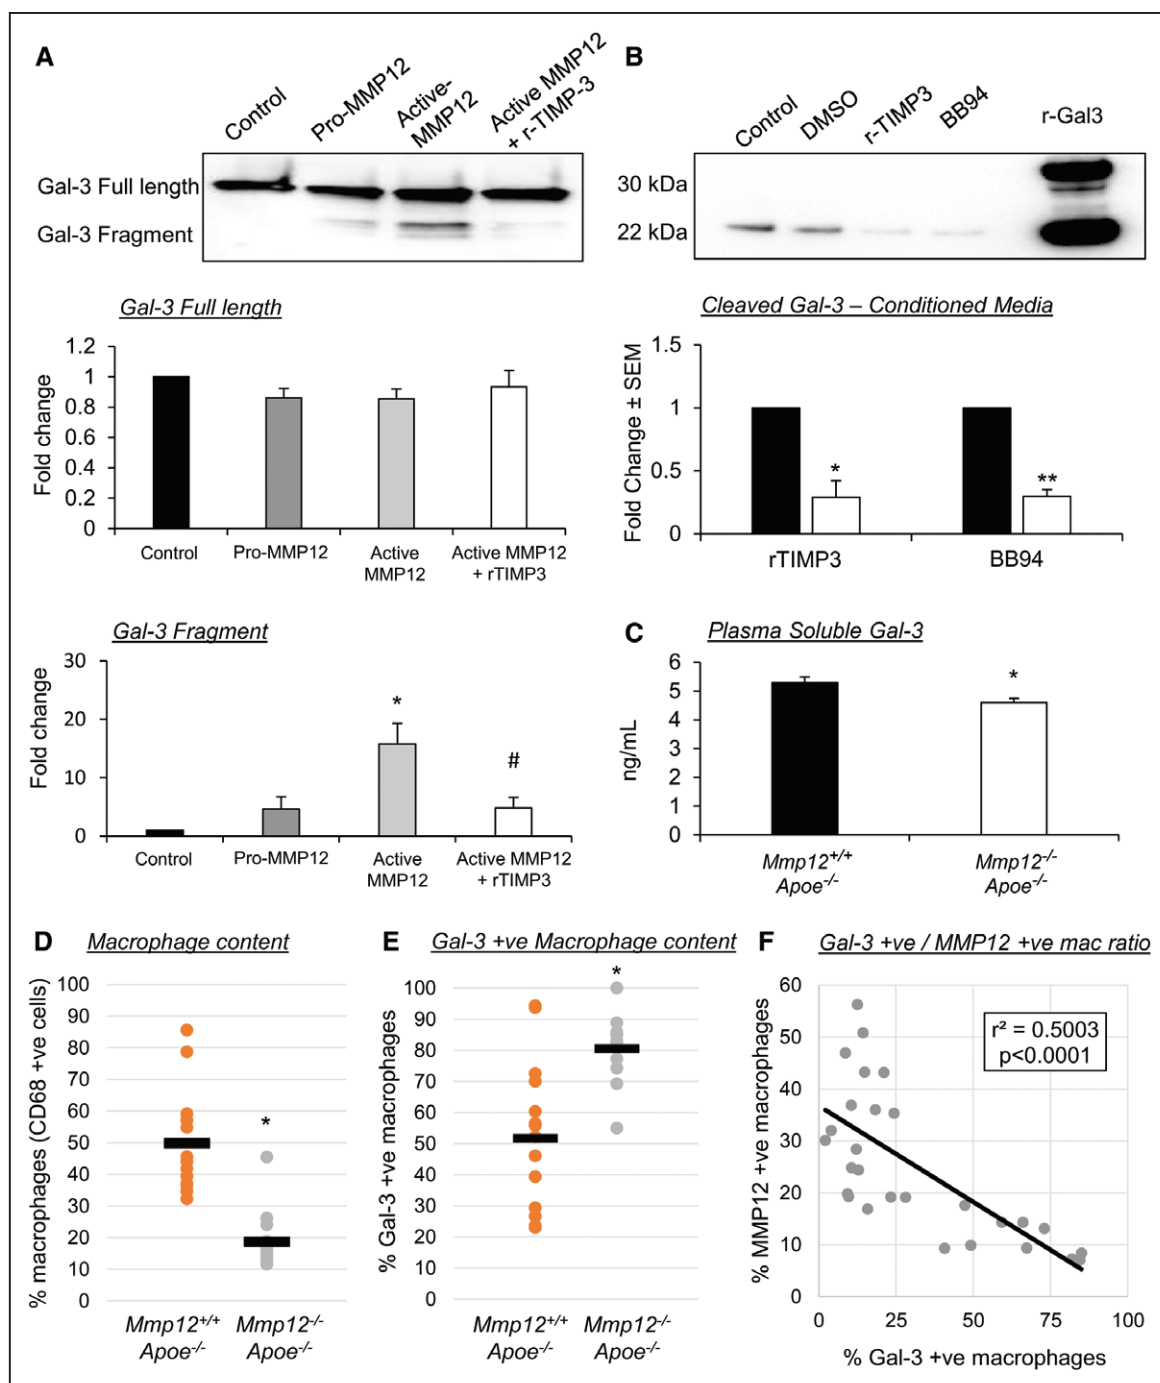 A
Control
Pro-MMP12
Active-
MMP12
Active MMP12
+ r-TIMP-3
Gal-3 Full length
Gal-3 Fragment
Gal-3 Full length
Fold change
1.2
1
0.8
0.6
0.4
0.2
0
Control
Pro-MMP12
Active
MMP12
Active MMP12
+ rTIMP3
Gal-3 Fragment
Fold change
30
20
10
0
*
#
Control
Pro-MMP12
Active
MMP12
Active MMP12
+ rTIMP3
B
Control
DMSO
r-TIMP3
BB94
r-Gal3
30 kDa
22 kDa
Cleaved Gal-3 – Conditioned Media
Fold Change ± SEM
1.5
1
0.5
0
*
**
rTIMP3
BB94
C
Plasma Soluble Gal-3
ng/mL
6
5
4
3
2
1
0
*
Mmp12+/+
Apoe-/-
Mmp12-/-
Apoe-/-
D
Macrophage content
% macrophages (CD68 +ve cells)
100
90
80
70
60
50
40
30
20
10
0
*
Mmp12+/+
Apoe-/-
Mmp12-/-
Apoe-/-
E
Gal-3 +ve Macrophage content
% Gal-3 +ve macrophages
100
90
80
70
60
50
40
30
20
10
0
*
Mmp12+/+
Apoe-/-
Mmp12-/-
Apoe-/-
F
Gal-3 +ve / MMP12 +ve mac ratio
% MMP12 +ve macrophages
60
50
40
30
20
10
0
r² = 0.5003
p<0.0001
0
25
50
75
100
% Gal-3 +ve macrophages